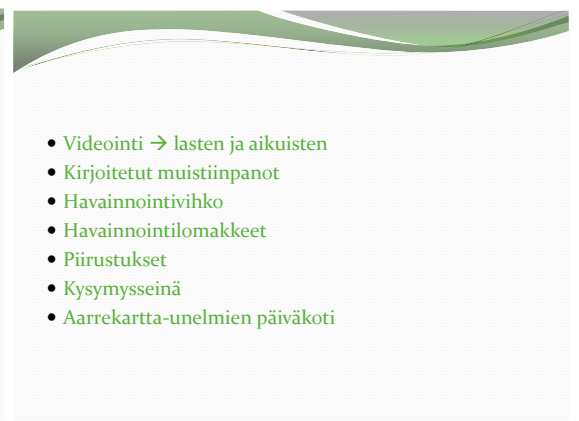 • Videointi → lasten ja aikuisten
• Kirjoitetut muistiinpanot
• Havainnointivihko
• Havainnointilomakkeet
• Piirustukset
• Kysymysseinä
• Aarrekartta-unelmien päiväkoti